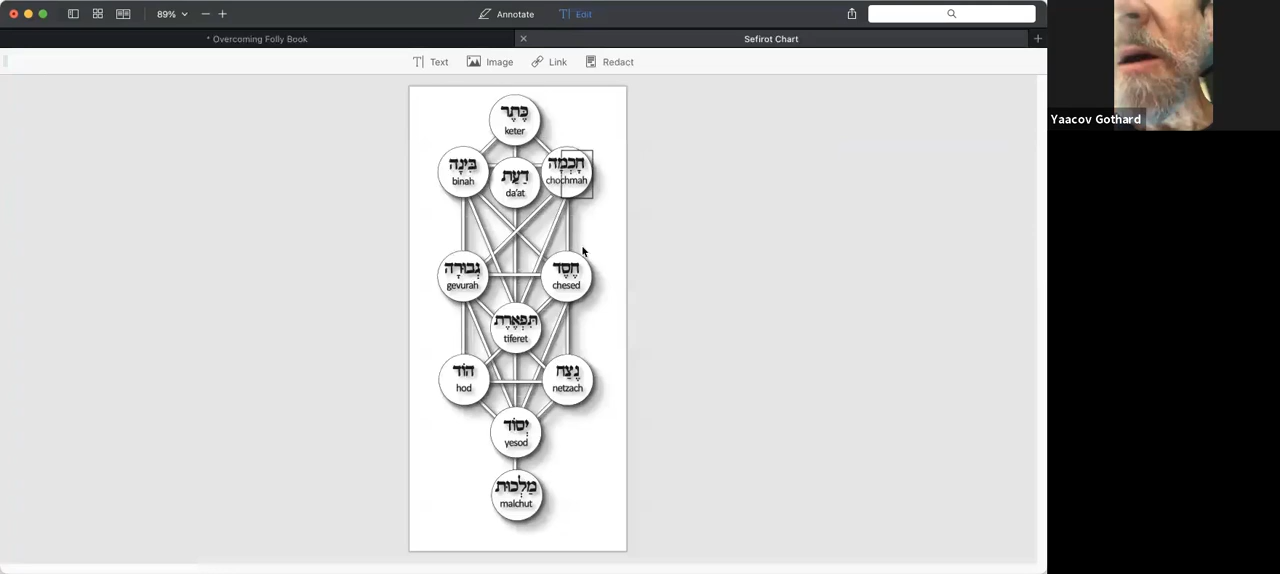 89%
Annotate
Edit
* Overcoming Folly Book
Sefirot Chart
Text
Image
Link
Redact
Yaacov Gothard
כֶּתֶר
keter
בִּינָה
binah
חָכְמָה
chochmah
דַעַת
da'at
גְבוּרָה
gevurah
חֶסֶד
chesed
תִּפְאֶרֶת
tiferet
הוֹד
hod
נֶצַח
netzach
יְסוֹד
yesod
מַלְכוּת
malchut